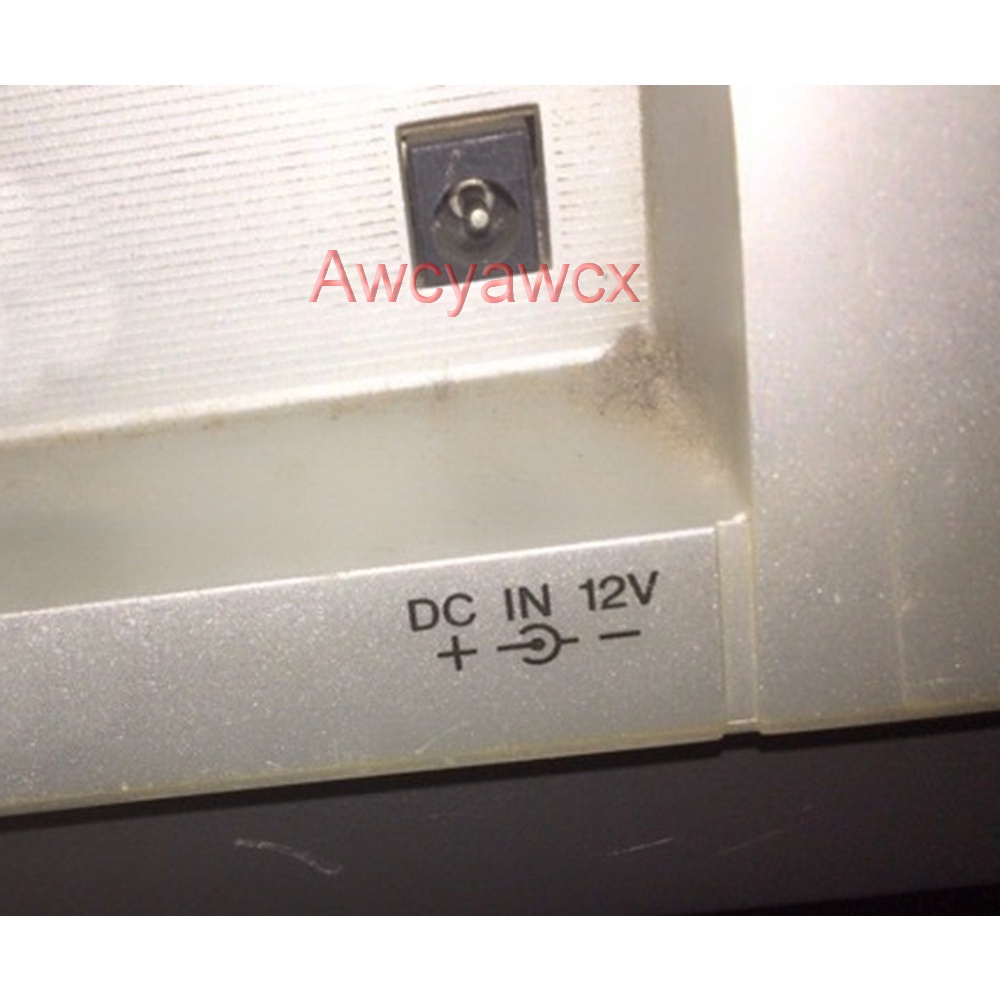 Awcyawcx
DC IN 12V
+ −